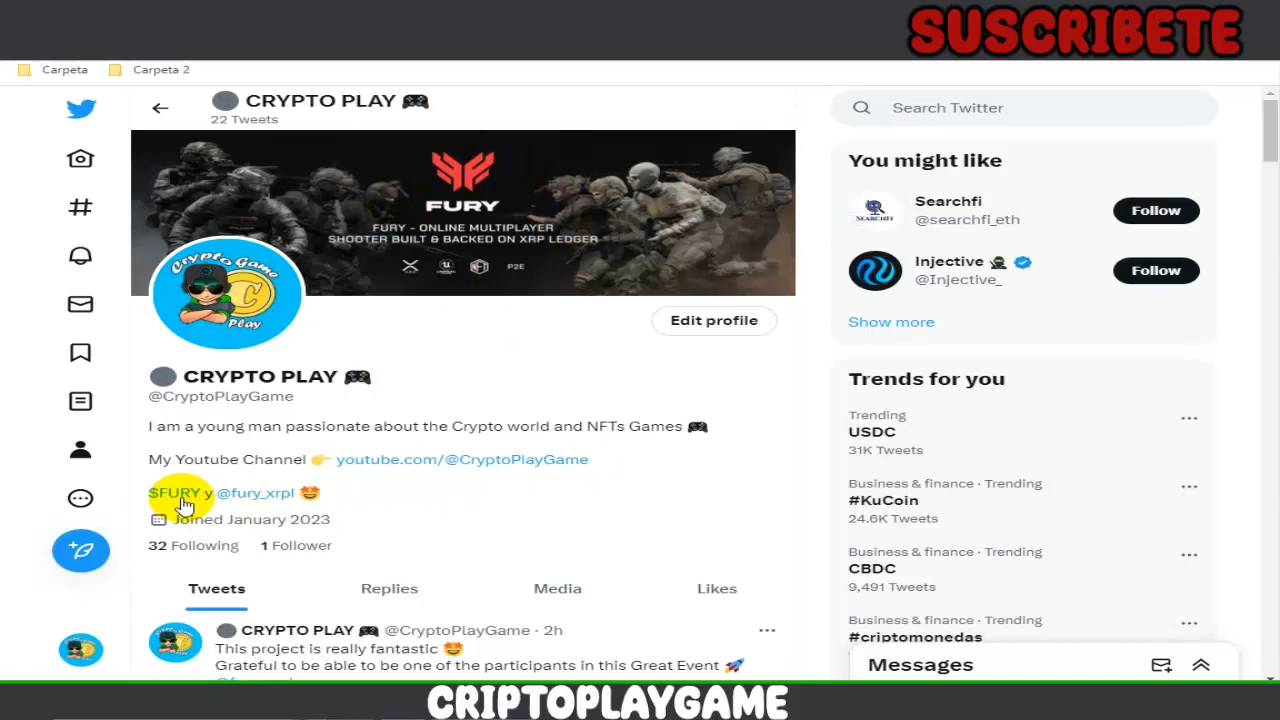 SUSCRIBETE
Carpeta
Carpeta 2
CRYPTO PLAY 🎮
22 Tweets
FURY
FURY - ONLINE MULTIPLAYER
SHOOTER BUILT & BACKED ON XRP LEDGER
P2E
Crypto Game
Play
Edit profile
CRYPTO PLAY 🎮
@CryptoPlayGame
I am a young man passionate about the Crypto world and NFTs Games 🎮
My Youtube Channel 👉 youtube.com/@CryptoPlayGame
$FURY y @fury_xrpl 🤩
Joined January 2023
32 Following 1 Follower
Tweets Replies Media Likes
CRYPTO PLAY 🎮 @CryptoPlayGame · 2h
This project is really fantastic 🤩
Grateful to be able to be one of the participants in this Great Event 🚀
Search Twitter
You might like
SEARCHFI
Searchfi
@searchfi_eth
Follow
Injective 🥷
@Injective_
Follow
Show more
Trends for you
Trending
USDC
31K Tweets
Business & finance · Trending
#KuCoin
24.6K Tweets
Business & finance · Trending
CBDC
9,491 Tweets
Business & finance · Trending
#criptomonedas
Messages
CRIPTOPLAYGAME